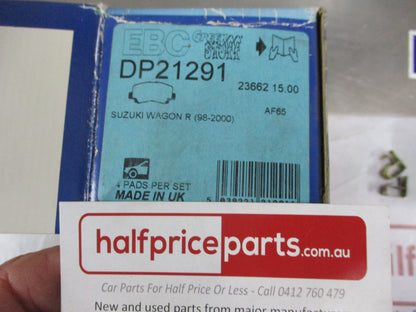 EBC GREEN STUFF
DP21291
23662 15.00
SUZUKI WAGON R (98-2000)
AF65
4 PADS PER SET
MADE IN UK
halfpriceparts.com.au
Car Parts For Half Price Or Less - Call 0412 760 479
New and used parts from major manufacturers